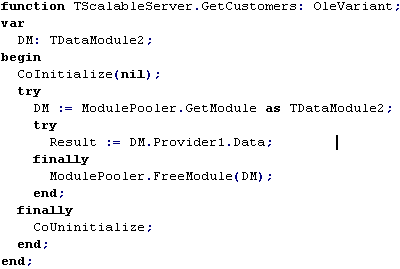 function TScalableServer.GetCustomers: OleVariant;
var
  DM: TDataModule2;
begin
  CoInitialize(nil);
  try
    DM := ModulePooler.GetModule as TDataModule2;
    try
      Result := DM.Provider1.Data;
    finally
      ModulePooler.FreeModule(DM);
    end;
  finally
    CoUninitialize;
  end;
end;